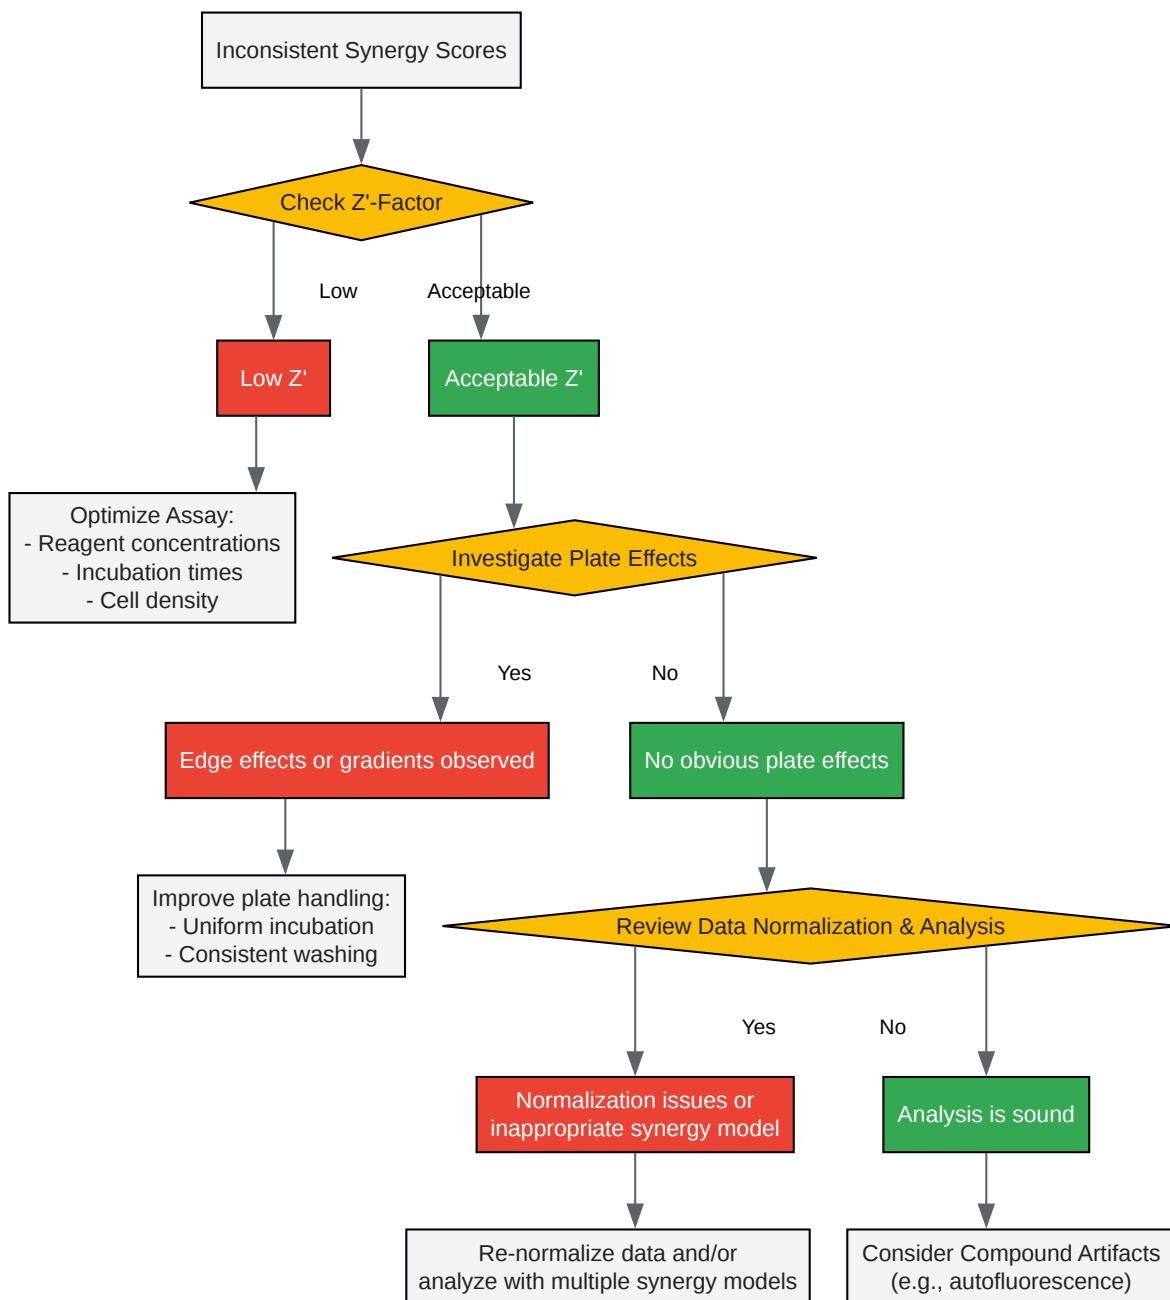 Inconsistent Synergy Scores
Check Z'-Factor
Low
Acceptable
Low Z'
Acceptable Z'
Optimize Assay:
- Reagent concentrations
- Incubation times
- Cell density
Investigate Plate Effects
Yes
No
Edge effects or gradients observed
No obvious plate effects
Improve plate handling:
- Uniform incubation
- Consistent washing
Review Data Normalization & Analysis
Yes
No
Normalization issues or
inappropriate synergy model
Analysis is sound
Re-normalize data and/or
analyze with multiple synergy models
Consider Compound Artifacts
(e.g., autofluorescence)